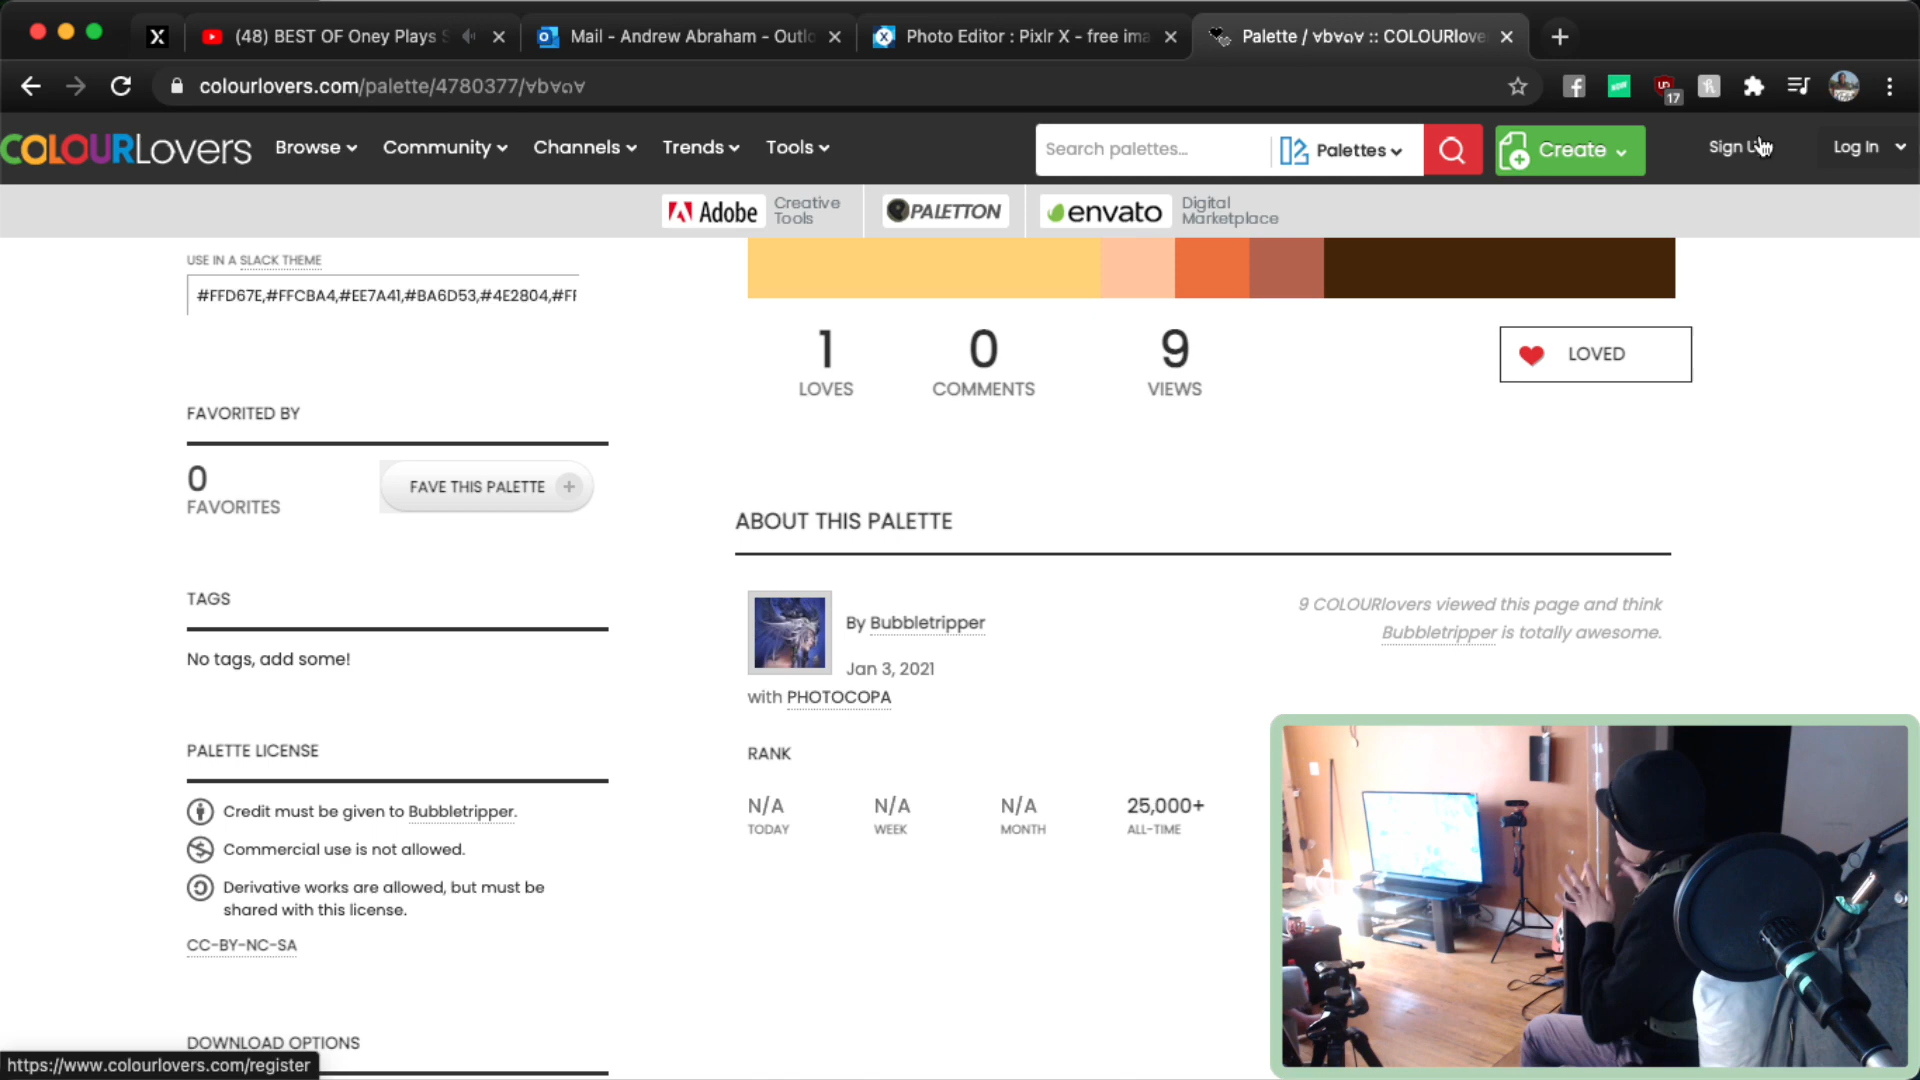 (48) BEST OF Oney Plays S
Mail - Andrew Abraham - Outlo
Photo Editor : Pixlr X - free ima
Palette / ∀b∀ᴎ∀ :: COLOURlove
colourlovers.com/palette/4780377/∀b∀ᴎ∀
17
COLOURLovers
Browse
Community
Channels
Trends
Tools
Search palettes...
Palettes
Create
Sign U
Log In
Adobe
Creative
Tools
PALETTON
envato
Digital
Marketplace
USE IN A SLACK THEME
#FFD67E,#FFCBA4,#EE7A41,#BA6D53,#4E2804,#FF
1
LOVES
0
COMMENTS
9
VIEWS
LOVED
FAVORITED BY
0
FAVORITES
FAVE THIS PALETTE +
TAGS
No tags, add some!
PALETTE LICENSE
Credit must be given to Bubbletripper.
Commercial use is not allowed.
Derivative works are allowed, but must be
shared with this license.
CC-BY-NC-SA
DOWNLOAD OPTIONS
ABOUT THIS PALETTE
By Bubbletripper
Jan 3, 2021
with PHOTOCOPA
9 COLOURlovers viewed this page and think
Bubbletripper is totally awesome.
RANK
N/A
TODAY
N/A
WEEK
N/A
MONTH
25,000+
ALL-TIME
https://www.colourlovers.com/register